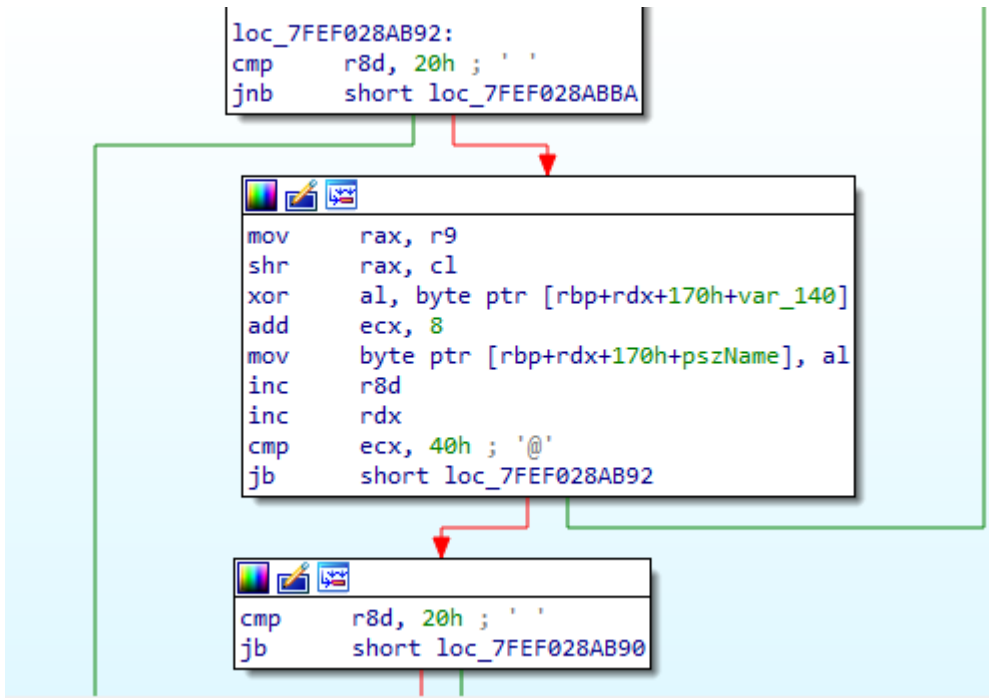 loc_7FEF028AB92:
cmp r8d, 20h ; ' '
jnb short loc_7FEF028ABBA
mov rax, r9
shr rax, cl
xor al, byte ptr [rbp+rdx+170h+var_140]
add ecx, 8
mov byte ptr [rbp+rdx+170h+pszName], al
inc r8d
inc rdx
cmp ecx, 40h ; '@'
jb short loc_7FEF028AB92
cmp r8d, 20h ; ' '
jb short loc_7FEF028AB90